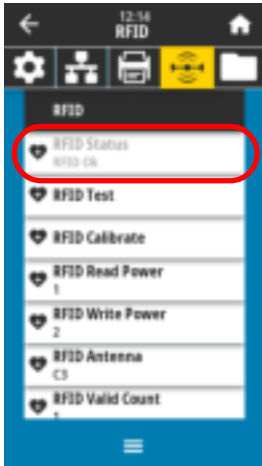 12:14
RFID
RFID
RFID Status
RFID Ok
RFID Test
RFID Calibrate
RFID Read Power
1
RFID Write Power
2
RFID Antenna
C3
RFID Valid Count
1